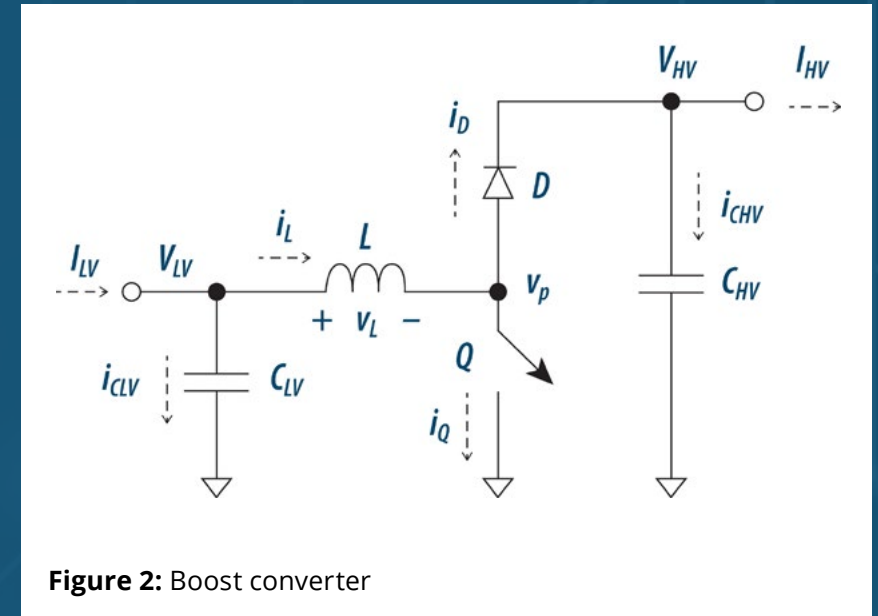 V_HV I_HV
i_D
D
i_CHV
i_L L
I_LV V_LV
v_p C_HV
+ v_L −
Q
i_CLV C_LV
i_Q
Figure 2: Boost converter